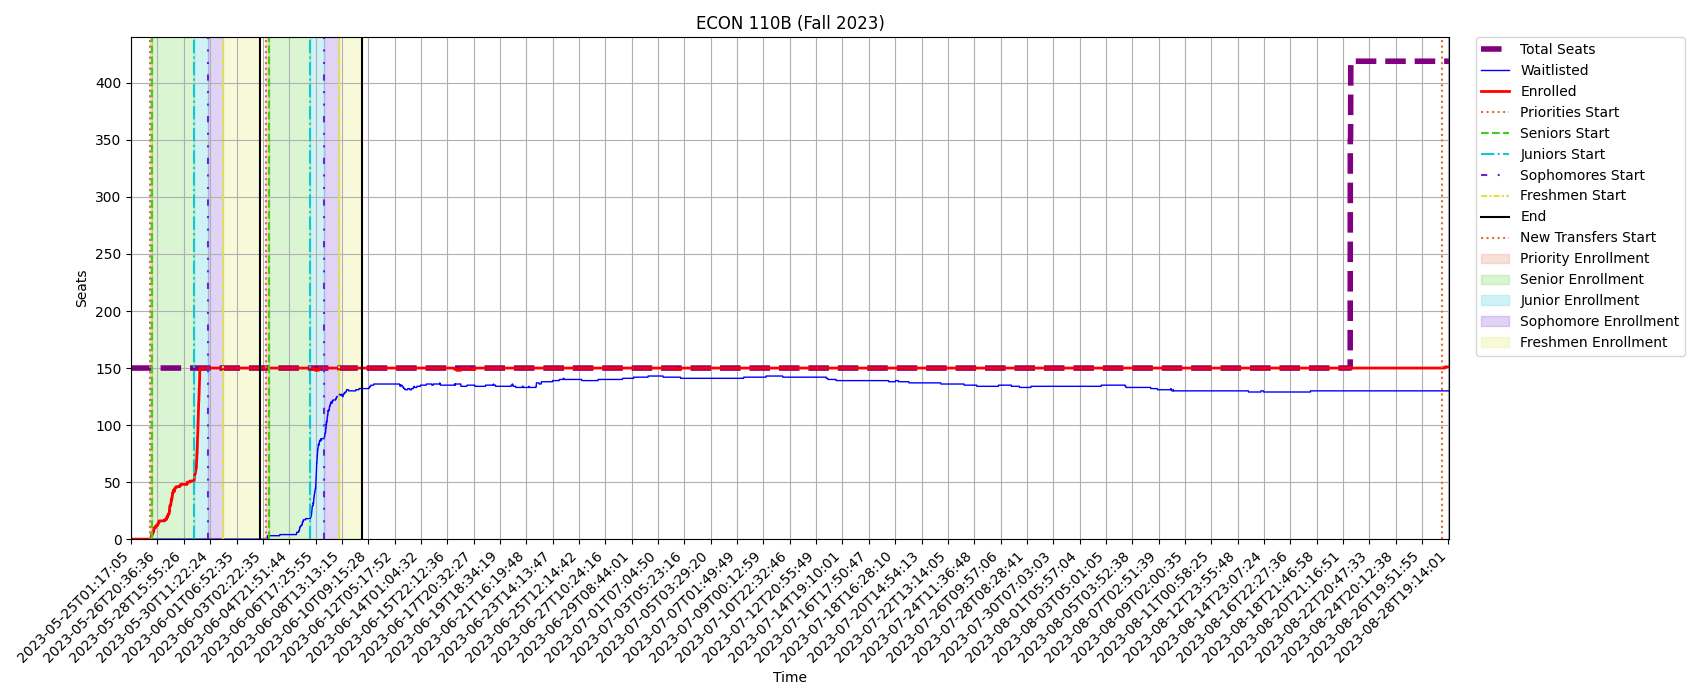 ECON 110B (Fall 2023)
Seats
400
350
300
250
200
150
100
50
0
2023-05-25T01:17:05
2023-05-26T20:36:36
2023-05-28T15:55:26
2023-05-30T11:22:24
2023-06-01T06:52:35
2023-06-03T02:22:35
2023-06-04T21:51:44
2023-06-06T17:25:55
2023-06-08T13:13:15
2023-06-10T09:15:28
2023-06-12T05:17:52
2023-06-14T01:04:32
2023-06-15T22:12:36
2023-06-17T20:32:27
2023-06-19T18:34:19
2023-06-21T16:19:48
2023-06-23T14:13:47
2023-06-25T12:14:42
2023-06-27T10:24:16
2023-06-29T08:44:01
2023-07-01T07:04:50
2023-07-03T05:23:16
2023-07-05T03:29:20
2023-07-07T01:49:49
2023-07-09T00:12:59
2023-07-10T22:32:46
2023-07-12T20:55:49
2023-07-14T19:10:01
2023-07-16T17:50:47
2023-07-18T16:28:10
2023-07-20T14:54:13
2023-07-22T13:14:05
2023-07-24T11:36:48
2023-07-26T09:57:06
2023-07-28T08:28:41
2023-07-30T07:03:03
2023-08-01T05:57:04
2023-08-03T05:01:05
2023-08-05T03:52:38
2023-08-07T02:51:39
2023-08-09T02:00:35
2023-08-11T00:58:25
2023-08-12T23:55:48
2023-08-14T23:07:24
2023-08-16T22:27:36
2023-08-18T21:46:58
2023-08-20T21:16:51
2023-08-22T20:47:33
2023-08-24T20:12:38
2023-08-26T19:51:55
2023-08-28T19:14:01
Time
Total Seats
Waitlisted
Enrolled
Priorities Start
Seniors Start
Juniors Start
Sophomores Start
Freshmen Start
End
New Transfers Start
Priority Enrollment
Senior Enrollment
Junior Enrollment
Sophomore Enrollment
Freshmen Enrollment